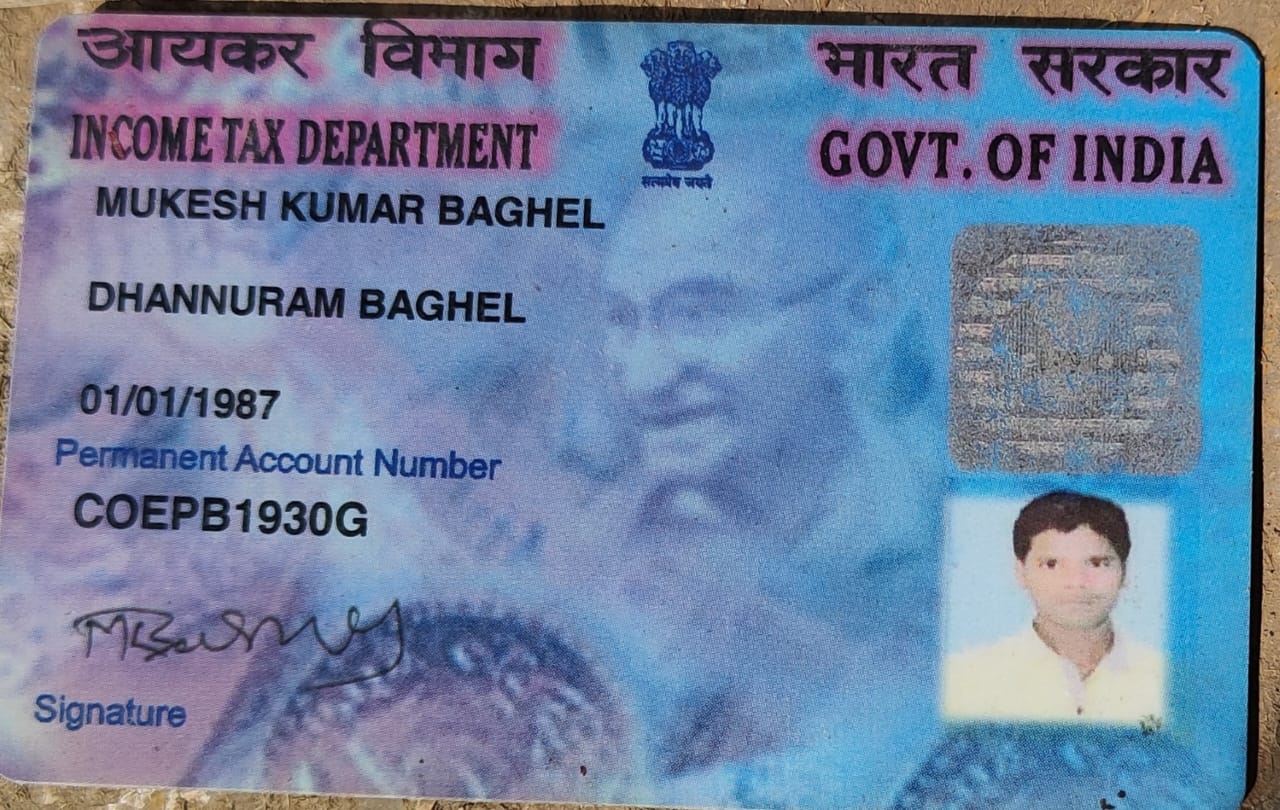 आयकर विभाग भारत सरकार
INCOME TAX DEPARTMENT GOVT. OF INDIA
सत्यमेव जयते
MUKESH KUMAR BAGHEL
DHANNURAM BAGHEL
01/01/1987
Permanent Account Number
COEPB1930G
Signature